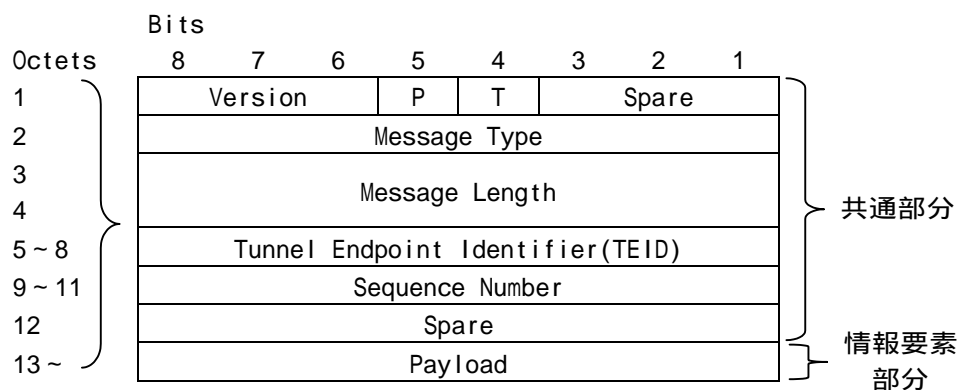 Bits
Octets 8 7 6 5 4 3 2 1
1 Version P T Spare
2 Message Type
3
Message Length
4
共通部分
5~8 Tunnel Endpoint Identifier(TEID)
9~11 Sequence Number
12 Spare
13~ Payload
情報要素
部分